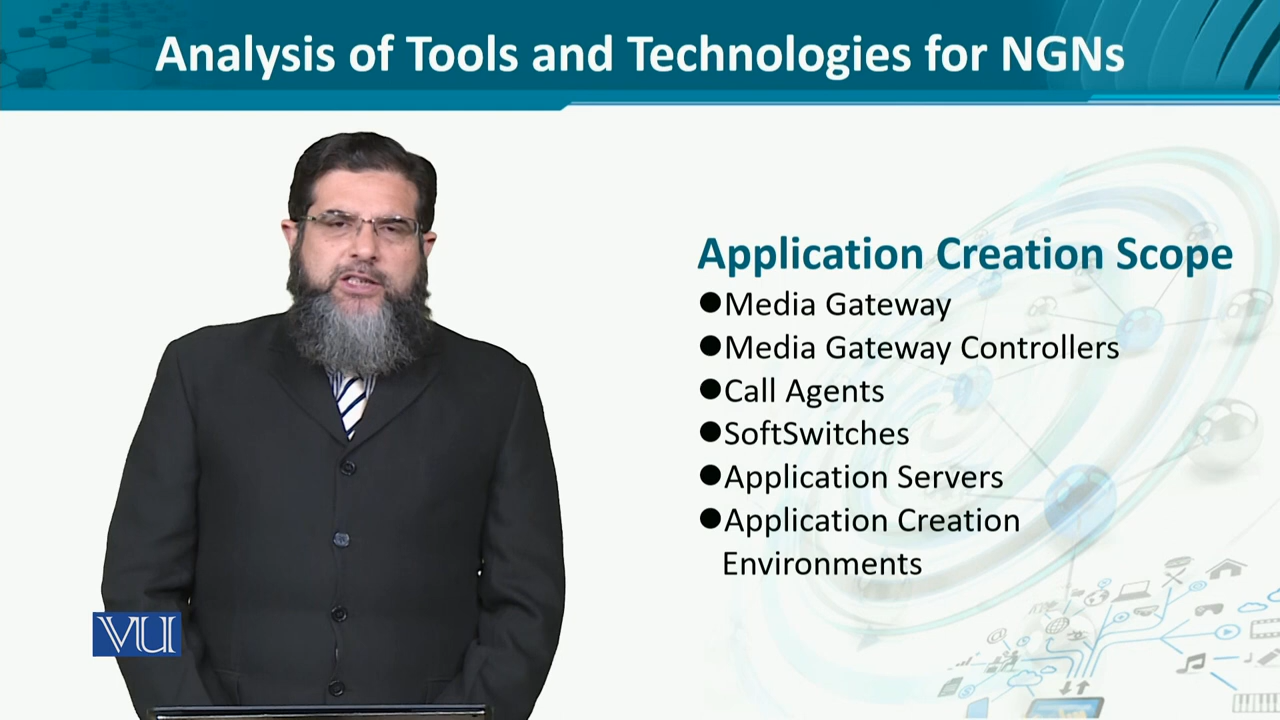 Analysis of Tools and Technologies for NGNs
Application Creation Scope
●Media Gateway
●Media Gateway Controllers
●Call Agents
●SoftSwitches
●Application Servers
●Application Creation
Environments
VU